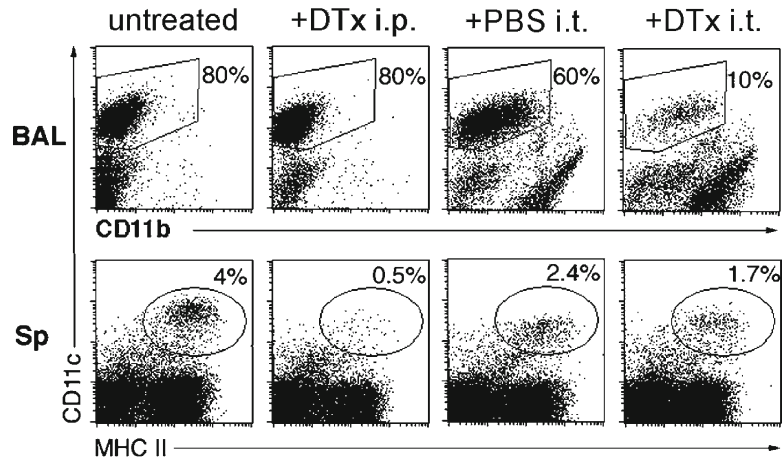 untreated +DTx i.p. +PBS i.t. +DTx i.t.
BAL 80% 80% 60% 10%
CD11b
Sp 4% 0.5% 2.4% 1.7%
CD11c
MHC II